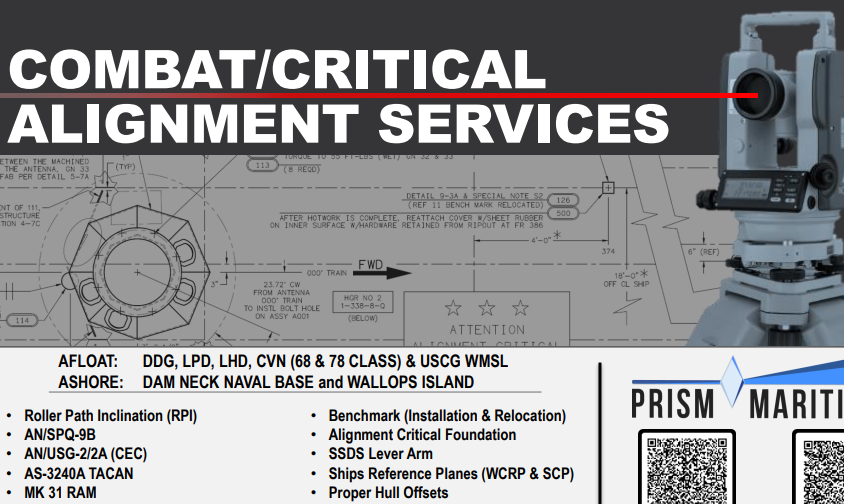 COMBAT/CRITICAL
ALIGNMENT SERVICES
ETWEEN THE MACHINED
THE ANTENNA, GN 33
FAB PER DETAIL 5-7A
(TYP)
113
TORQUE TO 55 FT-LBS (WET) GN 32 & 33
(8 REQD)
ENT OF 111,
STRUCTURE
TION 4-7C
DETAIL 9-3A & SPECIAL NOTE S2
(REF 11 BENCH MARK RELOCATED)
126
500
AFTER HOTWORK IS COMPLETE, REATTACH COVER W/SHEET RUBBER
ON INNER SURFACE W/HARDWARE RETAINED FROM RIPOUT AT FR 386
4'-0"*
374
6" (REF)
000' TRAIN
FWD
18'-0"*
OFF CL SHIP
3"
23.72' CW
FROM ANTENNA
000' TRAIN
TO INSTL BOLT HOLE
ON ASSY A001
HGR NO 2
1-338-8-Q
(BELOW)
114
ATTENTION
ALIGNMENT CRITICAL
AFLOAT: DDG, LPD, LHD, CVN (68 & 78 CLASS) & USCG WMSL
ASHORE: DAM NECK NAVAL BASE and WALLOPS ISLAND
• Roller Path Inclination (RPI)
• AN/SPQ-9B
• AN/USG-2/2A (CEC)
• AS-3240A TACAN
• MK 31 RAM
• Benchmark (Installation & Relocation)
• Alignment Critical Foundation
• SSDS Lever Arm
• Ships Reference Planes (WCRP & SCP)
• Proper Hull Offsets
PRISM MARITI